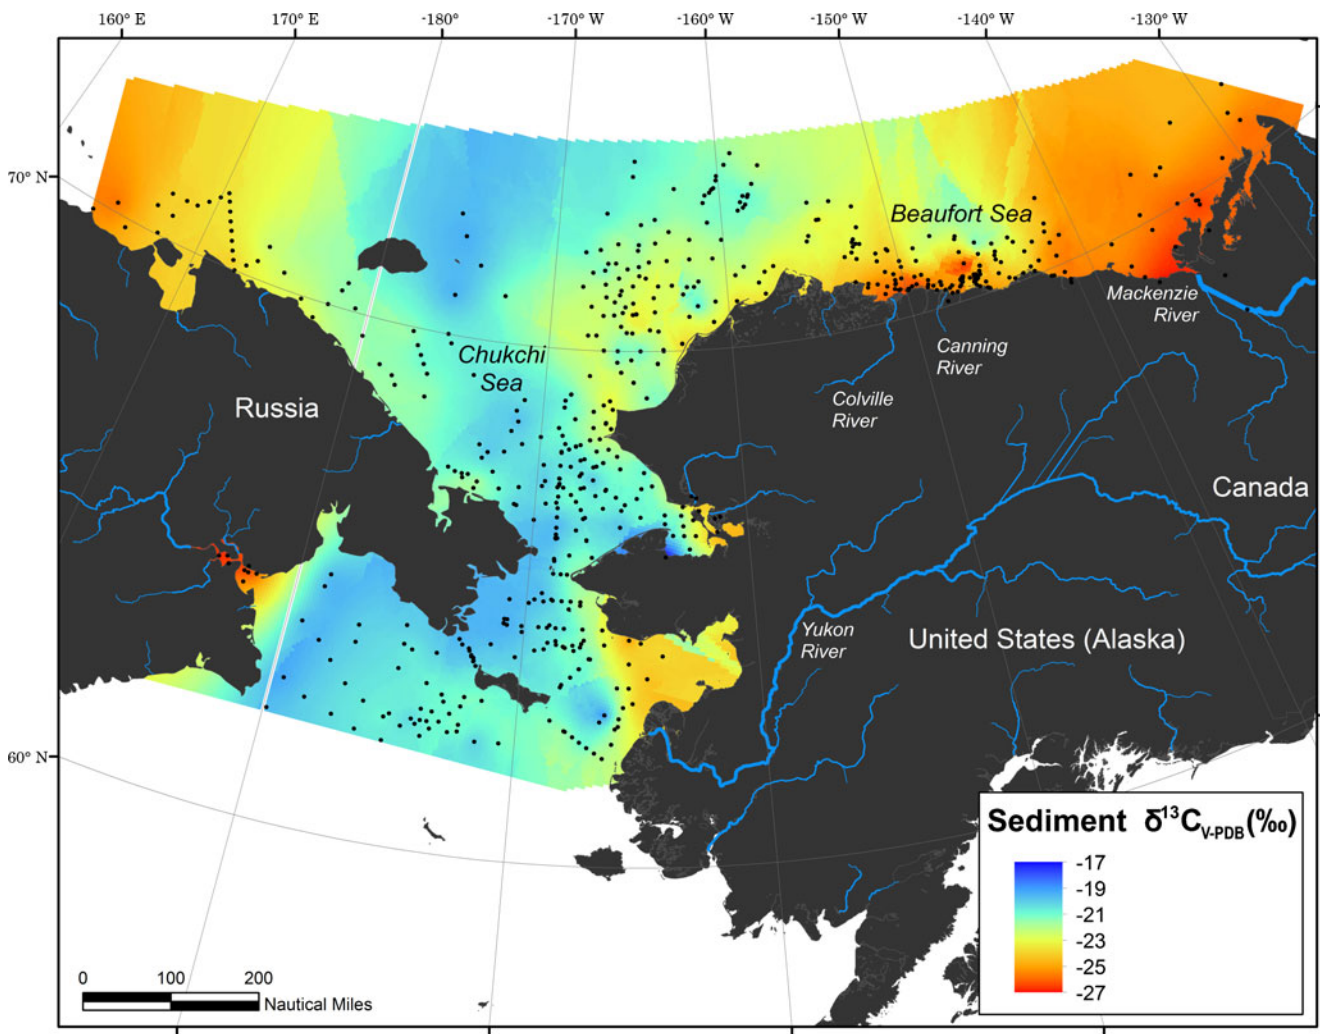 160° E
170° E
-180°
-170° W
-160° W
-150° W
-140° W
-130° W
70° N
60° N
Beaufort Sea
Chukchi
Sea
Russia
Mackenzie
River
Canning
River
Colville
River
Canada
Yukon
River
United States (Alaska)
Sediment δ¹³C V-PDB (‰)
-17
-19
-21
-23
-25
-27
0 100 200
Nautical Miles